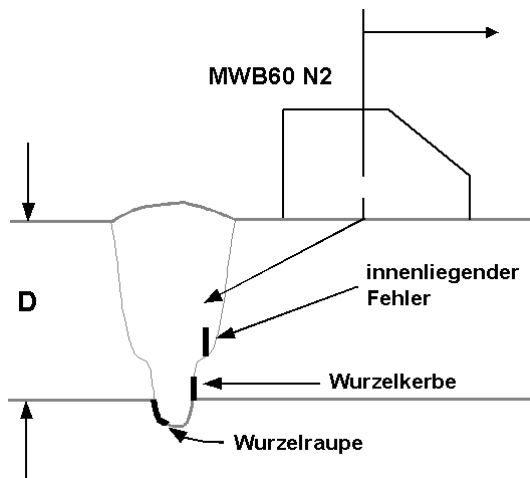 MWB60 N2
innenliegender
Fehler
D
Wurzelkerbe
Wurzelraupe